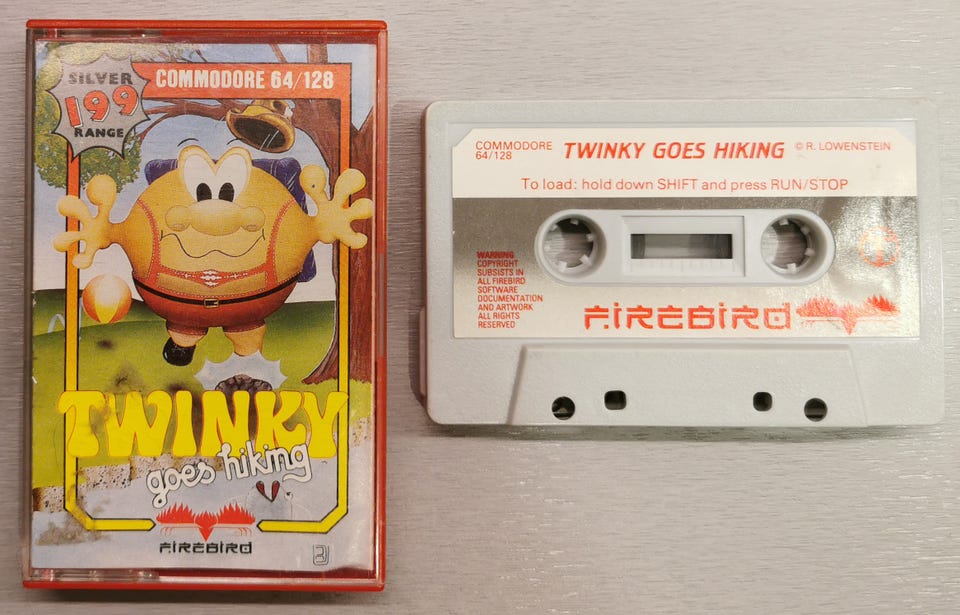 SILVER
199
RANGE
COMMODORE 64/128
TWINKY
goes hiking
FIREBIRD
COMMODORE
64/128
TWINKY GOES HIKING
© R. LOWENSTEIN
To load: hold down SHIFT and press RUN/STOP
WARNING
COPYRIGHT
SUBSISTS IN
ALL FIREBIRD
SOFTWARE
DOCUMENTATION
AND ARTWORK
ALL RIGHTS
RESERVED
FIREBIRD